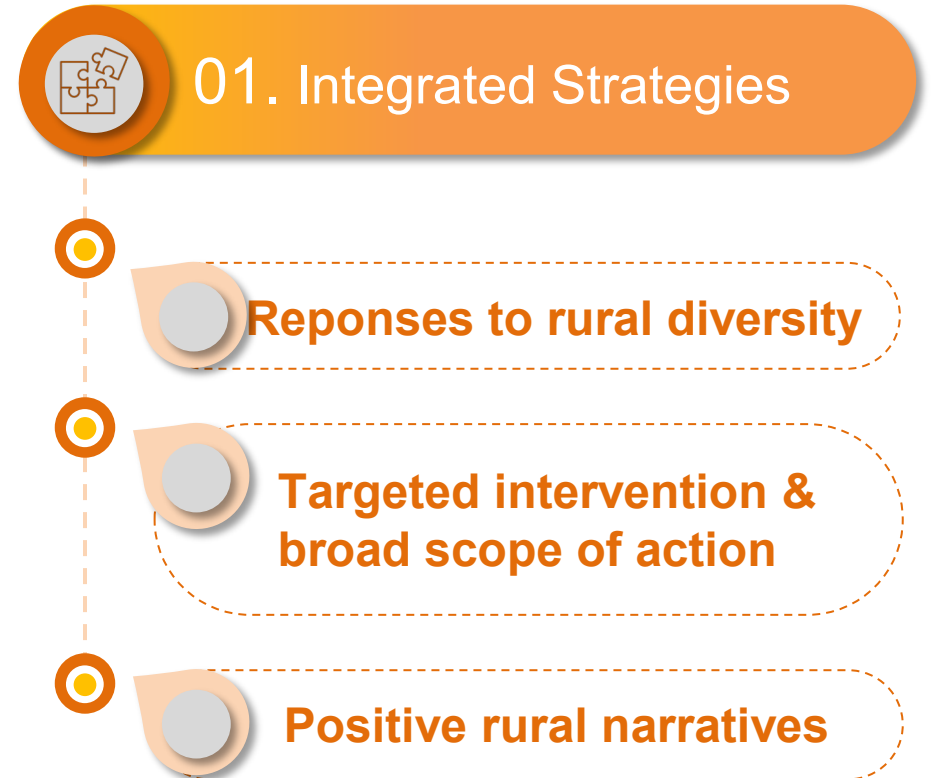 01. Integrated Strategies
Reponses to rural diversity
Targeted intervention &
broad scope of action
Positive rural narratives